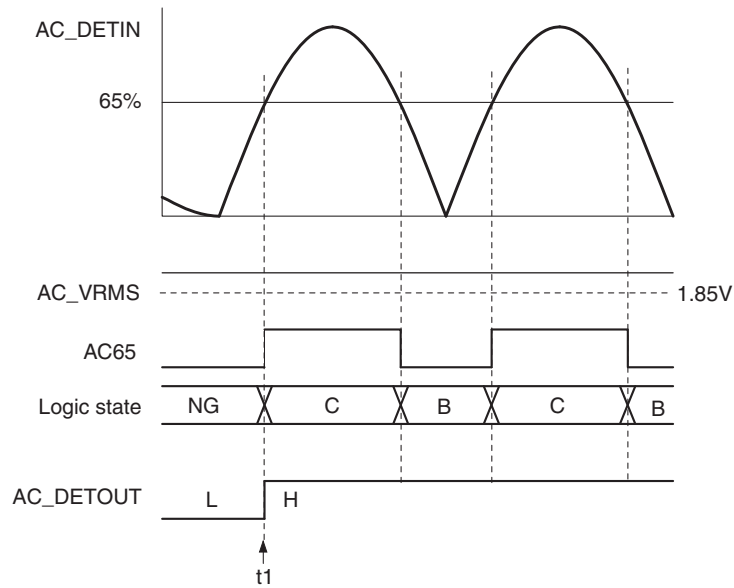 AC_DETIN
65%
AC_VRMS
1.85V
AC65
Logic state
NG
C
B
C
B
AC_DETOUT
L
H
t1